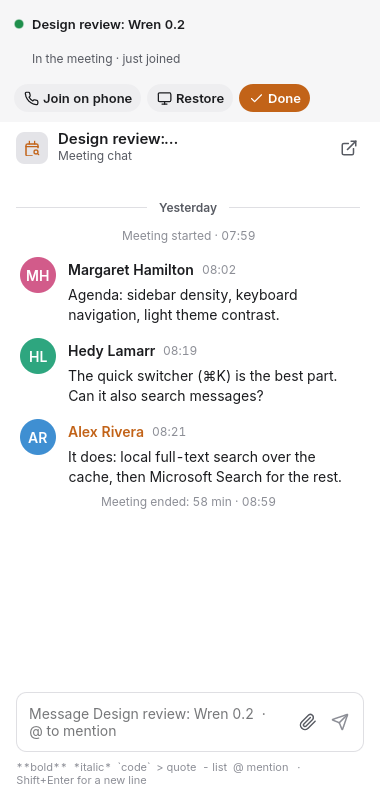 Design review: Wren 0.2
In the meeting · just joined
Join on phone
Restore
Done
Design review:...
Meeting chat
Yesterday
Meeting started · 07:59
MH
Margaret Hamilton 08:02
Agenda: sidebar density, keyboard
navigation, light theme contrast.
HL
Hedy Lamarr 08:19
The quick switcher (⌘K) is the best part.
Can it also search messages?
AR
Alex Rivera 08:21
It does: local full-text search over the
cache, then Microsoft Search for the rest.
Meeting ended: 58 min · 08:59
Message Design review: Wren 0.2 ·
@ to mention
**bold** *italic* `code` > quote - list @ mention ·
Shift+Enter for a new line